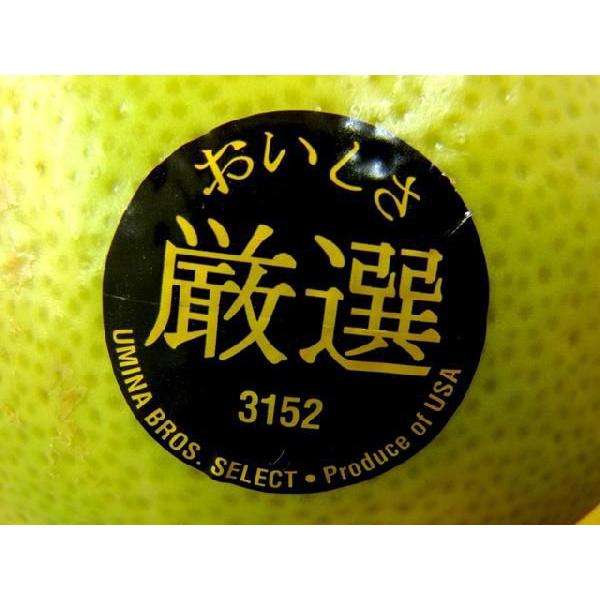 おいしさ
厳選
3152
UMINA BROS. SELECT • Produce of USA